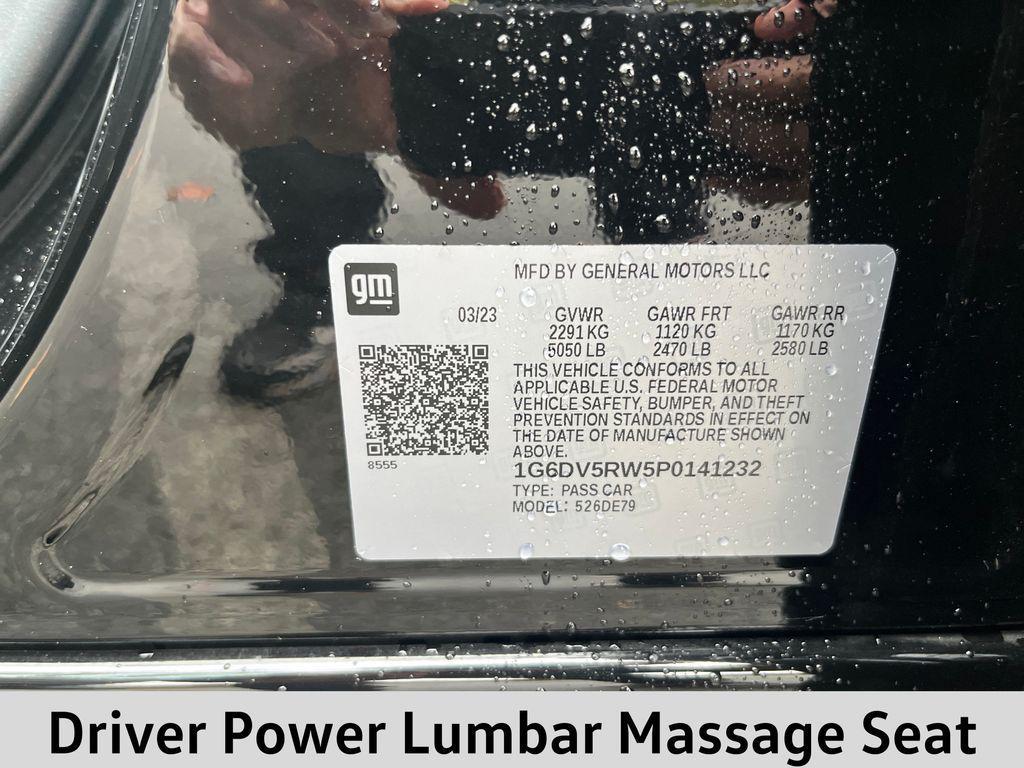 gm
MFD BY GENERAL MOTORS LLC
03/23 GVWR GAWR FRT GAWR RR
2291 KG 1120 KG 1170 KG
5050 LB 2470 LB 2580 LB
THIS VEHICLE CONFORMS TO ALL
APPLICABLE U.S. FEDERAL MOTOR
VEHICLE SAFETY, BUMPER, AND THEFT
PREVENTION STANDARDS IN EFFECT ON
THE DATE OF MANUFACTURE SHOWN
ABOVE.
8555
1G6DV5RW5P0141232
TYPE: PASS CAR
MODEL: 526DE79
Driver Power Lumbar Massage Seat